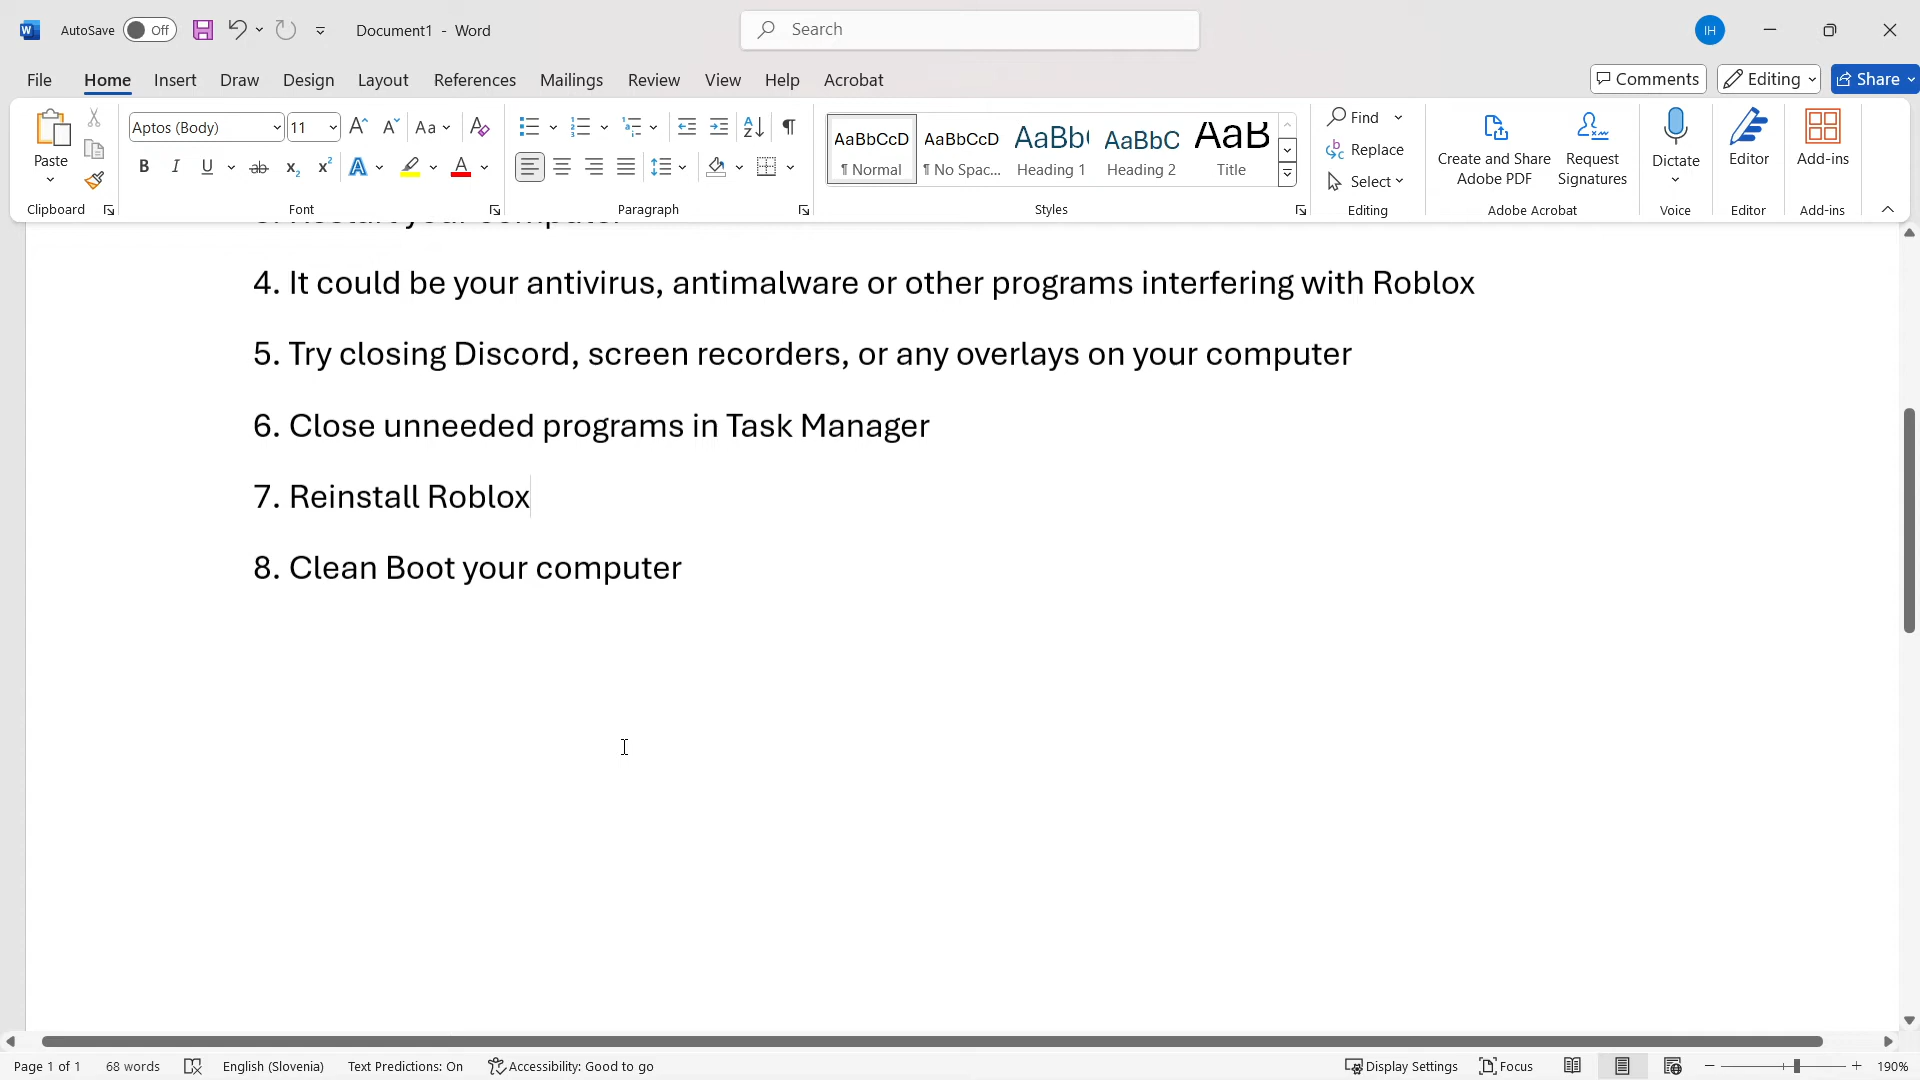 AutoSave Off Document1 - Word Search IH
File Home Insert Draw Design Layout References Mailings Review View Help Acrobat Comments Editing Share
Paste Aptos (Body) 11 Aa AaBbCcD AaBbCcD AaBb( AaBbC AaB Find
Replace
Select
¶ Normal ¶ No Spac... Heading 1 Heading 2 Title
Create and Share Adobe PDF
Request Signatures
Dictate Editor Add-ins
Clipboard Font Paragraph Styles Editing Adobe Acrobat Voice Editor Add-ins
3. Restart your computer
4. It could be your antivirus, antimalware or other programs interfering with Roblox
5. Try closing Discord, screen recorders, or any overlays on your computer
6. Close unneeded programs in Task Manager
7. Reinstall Roblox
8. Clean Boot your computer
Page 1 of 1 68 words English (Slovenia) Text Predictions: On Accessibility: Good to go Display Settings Focus 190%